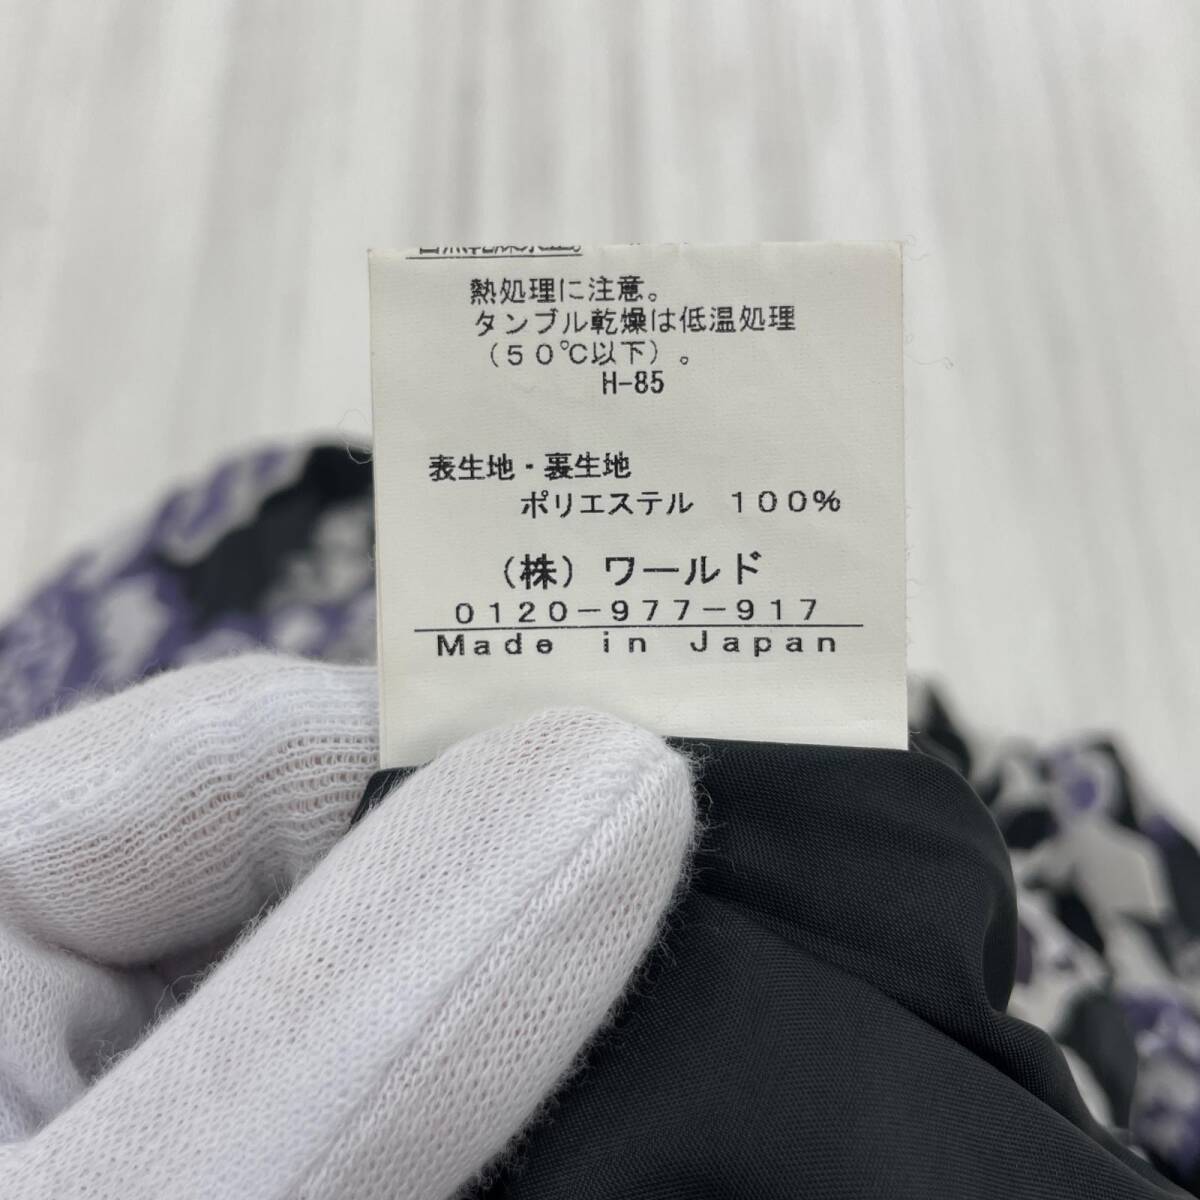 熱処理に注意。
タンブル乾燥は低温処理
(50℃以下)。
H-85
表生地・裏生地
ポリエステル 100%
(株)ワールド
0120-977-917
Made in Japan